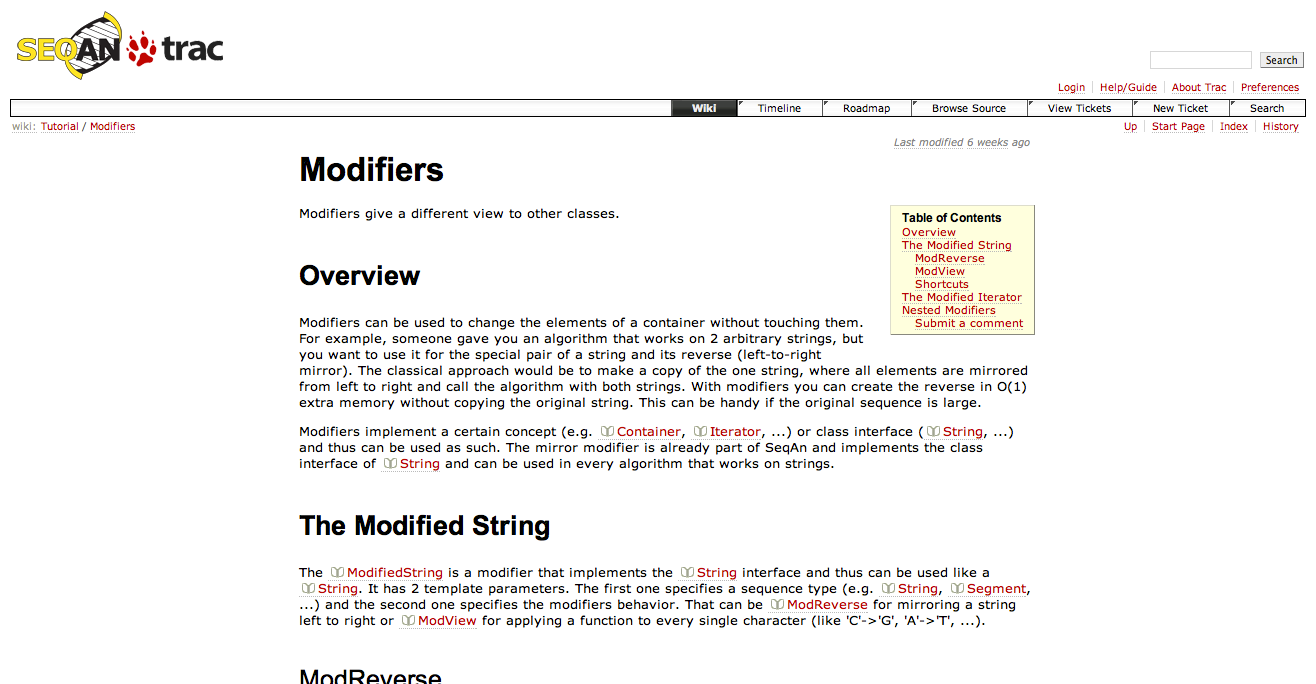 SEQAN trac
Search
Login Help/Guide About Trac Preferences
Wiki Timeline Roadmap Browse Source View Tickets New Ticket Search
wiki: Tutorial / Modifiers
Up Start Page Index History
Last modified 6 weeks ago
Modifiers
Modifiers give a different view to other classes.
Table of Contents
Overview
The Modified String
ModReverse
ModView
Shortcuts
The Modified Iterator
Nested Modifiers
Submit a comment
Overview
Modifiers can be used to change the elements of a container without touching them.
For example, someone gave you an algorithm that works on 2 arbitrary strings, but
you want to use it for the special pair of a string and its reverse (left-to-right
mirror). The classical approach would be to make a copy of the one string, where all elements are mirrored
from left to right and call the algorithm with both strings. With modifiers you can create the reverse in O(1)
extra memory without copying the original string. This can be handy if the original sequence is large.
Modifiers implement a certain concept (e.g. Container, Iterator, ...) or class interface (String, ...)
and thus can be used as such. The mirror modifier is already part of SeqAn and implements the class
interface of String and can be used in every algorithm that works on strings.
The Modified String
The ModifiedString is a modifier that implements the String interface and thus can be used like a
String. It has 2 template parameters. The first one specifies a sequence type (e.g. String, Segment,
...) and the second one specifies the modifiers behavior. That can be ModReverse for mirroring a string
left to right or ModView for applying a function to every single character (like 'C'->'G', 'A'->'T', ...).
ModReverse